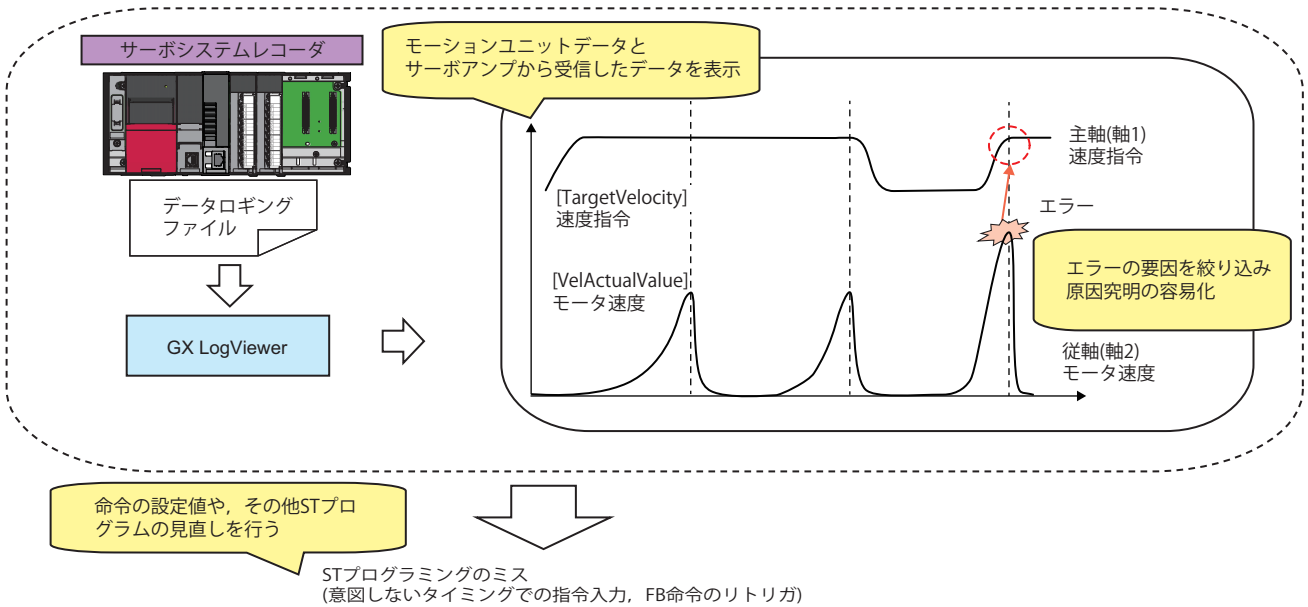 サーボシステムレコーダ
データロギング
ファイル
GX LogViewer
モーションユニットデータと
サーボアンプから受信したデータを表示
[TargetVelocity]
速度指令
[VelActualValue]
モータ速度
主軸(軸1)
速度指令
エラー
エラーの要因を絞り込み
原因究明の容易化
従軸(軸2)
モータ速度
命令の設定値や，その他STプロ
グラムの見直しを行う
STプログラミングのミス
(意図しないタイミングでの指令入力，FB命令のリトリガ)